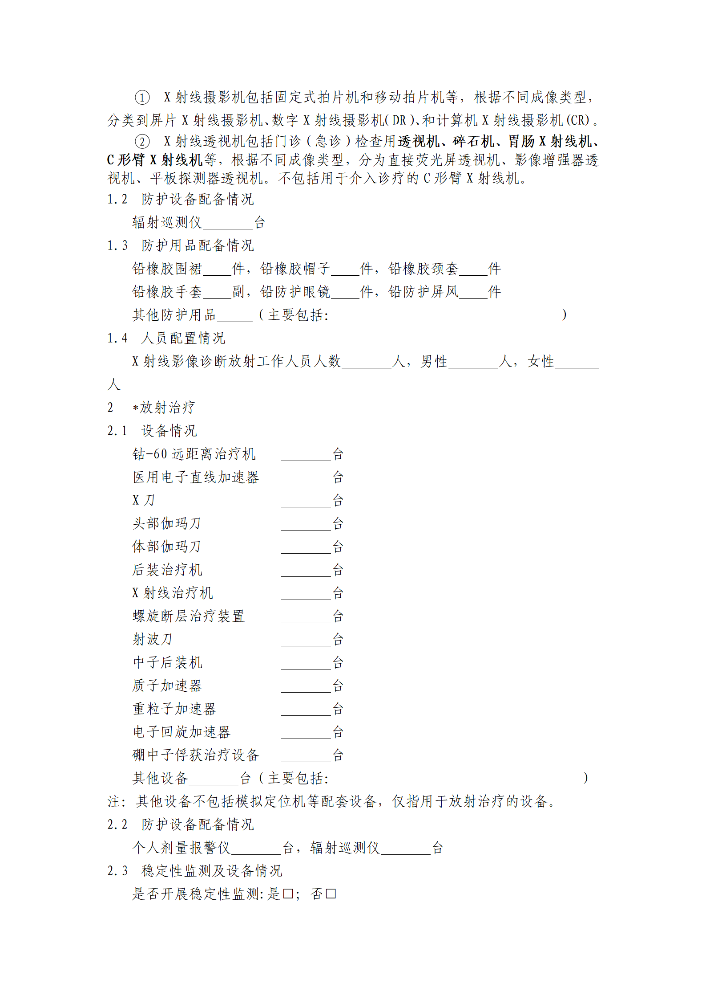 ① X 射线摄影机包括固定式拍片机和移动拍片机等，根据不同成像类型，
分类到屏片 X 射线摄影机、数字 X 射线摄影机(DR)、和计算机 X 射线摄影机(CR)。
② X 射线透视机包括门诊（急诊）检查用透视机、碎石机、胃肠 X 射线机、
C 形臂 X 射线机等，根据不同成像类型，分为直接荧光屏透视机、影像增强器透
视机、平板探测器透视机。不包括用于介入诊疗的 C 形臂 X 射线机。
1.2 防护设备配备情况
辐射巡测仪_______台
1.3 防护用品配备情况
铅橡胶围裙____件，铅橡胶帽子____件，铅橡胶颈套____件
铅橡胶手套____副，铅防护眼镜____件，铅防护屏风____件
其他防护用品_____（主要包括： ）
1.4 人员配置情况
X 射线影像诊断放射工作人员人数_______人，男性_______人，女性______
人
2 *放射治疗
2.1 设备情况
钴-60 远距离治疗机 _______台
医用电子直线加速器 _______台
X 刀 _______台
头部伽玛刀 _______台
体部伽玛刀 _______台
后装治疗机 _______台
X 射线治疗机 _______台
螺旋断层治疗装置 _______台
射波刀 _______台
中子后装机 _______台
质子加速器 _______台
重粒子加速器 _______台
电子回旋加速器 _______台
硼中子俘获治疗设备 _______台
其他设备_______台（主要包括： ）
注：其他设备不包括模拟定位机等配套设备，仅指用于放射治疗的设备。
2.2 防护设备配备情况
个人剂量报警仪_______台，辐射巡测仪_______台
2.3 稳定性监测及设备情况
是否开展稳定性监测：是□；否□